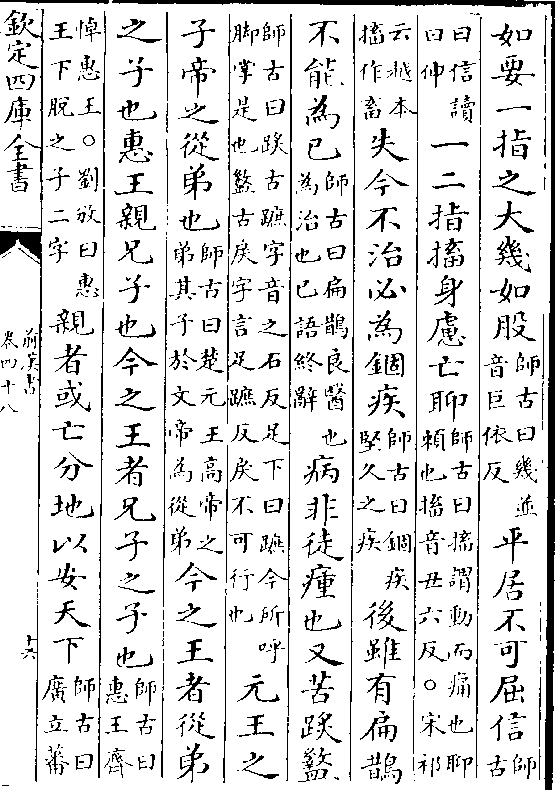 如要一指之大幾如股師古曰幾並音巨依反平居不可屈信師古
曰信讀曰伸一二指搐身慮亡聊師古曰搐謂動而痛也聊頼也搐音丑六反○宋祁
云越本搐作畜失今不治必為錮疾師古曰錮疾堅久之疾後雖有扁鵲
不能為已師古曰扁鵲良醫也為治也已語終辭病非徒瘇也又苦𨂂盭
師古曰𨂂古蹠字音之石反足下曰蹠今所呼脚掌是也盭古戾字言足蹠反戾不可行也元王之
子帝之從弟也師古曰楚元王高帝之弟其子於文帝為從弟今之王者從弟
之子也惠王親兄子也今之王者兄子之子也師古曰惠王齊
悼惠王○劉攽曰惠王下脫之子二字親者或亡分地以安天下師古曰廣立蕃
欽定四庫全書
前漢書
卷四十八
十六